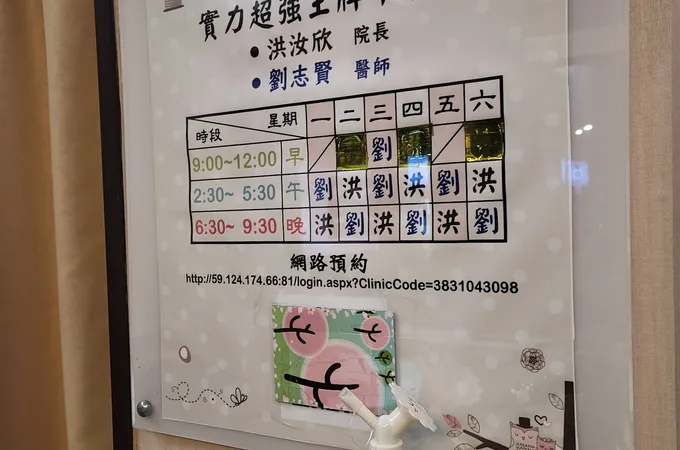 實力超強王牌
洪汝欣 院長
劉志賢 醫師
星期 時段 一 二 三 四 五 六
9:00~12:00 早 劉
2:30~ 5:30 午 劉 洪 劉 洪 劉 洪
6:30~ 9:30 晚 洪 劉 洪 劉 洪 劉
網路預約
http://59.124.174.66:81/login.aspx?ClinicCode=3831043098